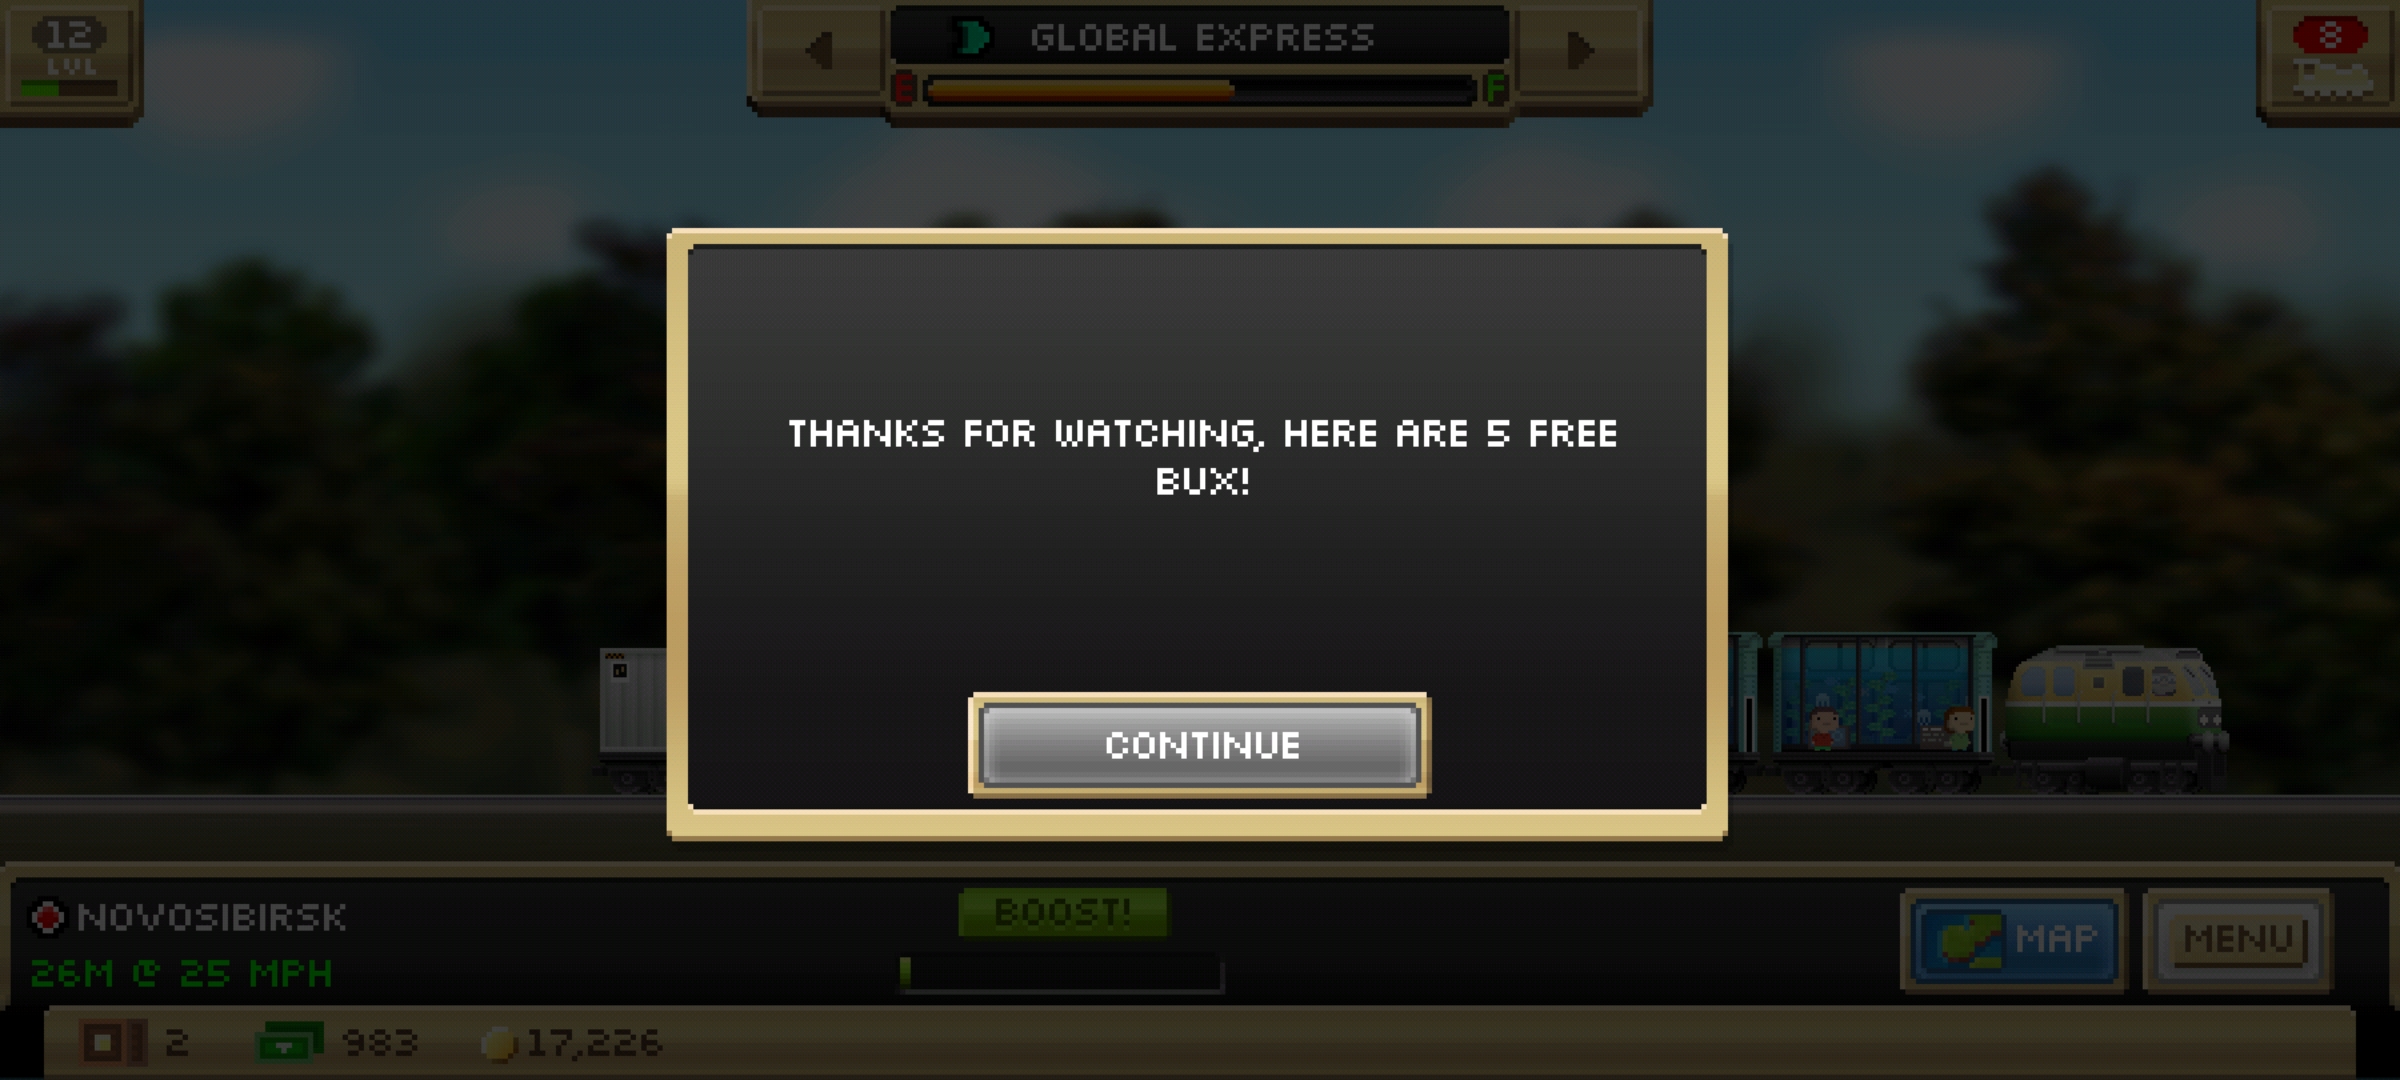 12
LVL
GLOBAL EXPRESS
E
F
8
THANKS FOR WATCHING, HERE ARE 5 FREE
BUX!
CONTINUE
NOVOSIBIRSK
26M @ 25 MPH
BOOST!
MAP
MENU
2
983
17,226